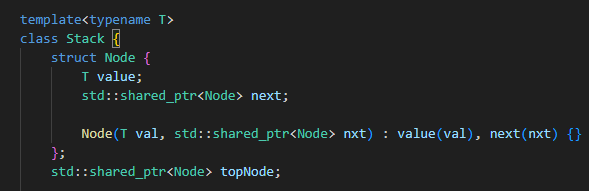 template<typename T>
class Stack {
    struct Node {
        T value;
        std::shared_ptr<Node> next;

        Node(T val, std::shared_ptr<Node> nxt) : value(val), next(nxt) {}
    };
    std::shared_ptr<Node> topNode;